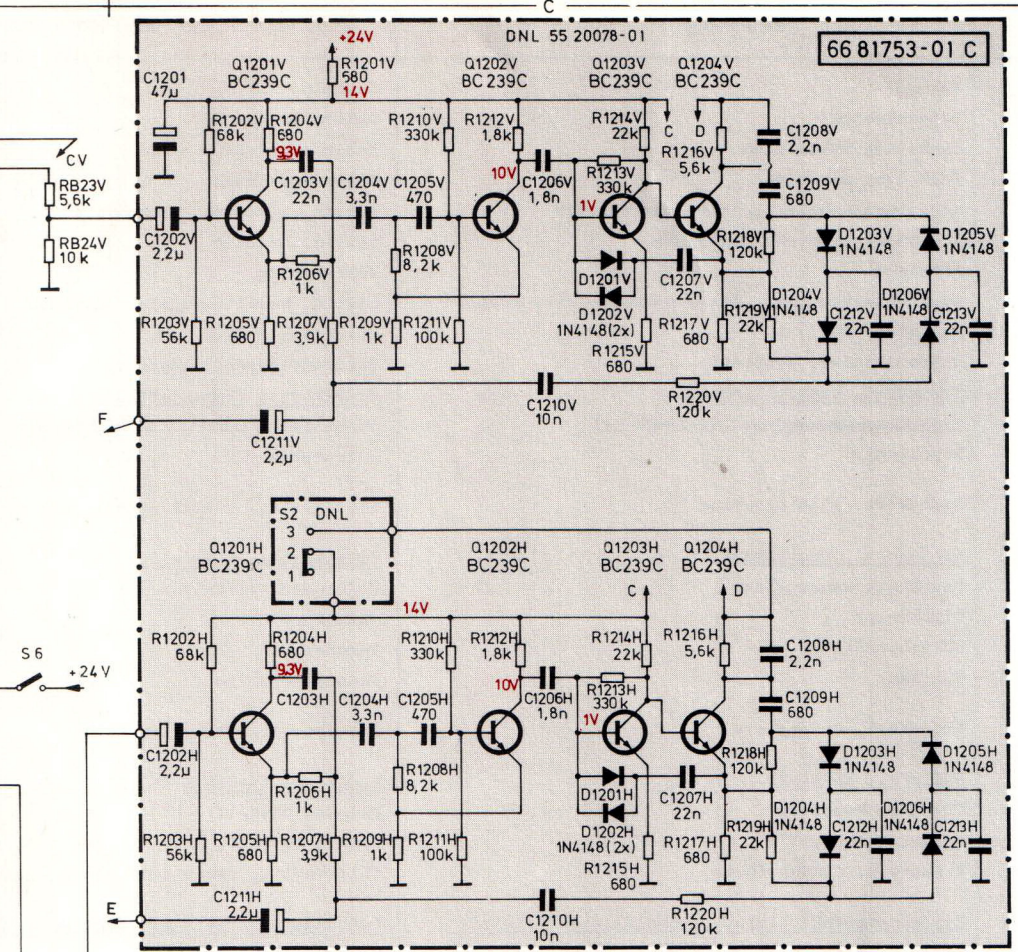 C
DNL 55 20078-01
66 81753-01 C
+24V
R1201V
580
14V
C1201
47µ
Q1201V
BC239C
Q1202V
BC239C
Q1203V
BC239C
Q1204V
BC239C
R1202V
68k
R1204V
680
9,3V
C1203V
22n
C1204V
3,3n
C1205V
470
R1210V
330k
R1212V
1,8k
10V
C1206V
1,8n
R1214V
22k
R1213V
330k
1V
C
D
R1216V
5,6k
C1208V
2,2n
C1209V
680
CV
RB23V
5,6k
RB24V
10k
C1202V
2,2µ
R1206V
1k
R1208V
8,2k
D1201V
D1202V
1N4148(2x)
C1207V
22n
R1218V
120k
D1203V
1N4148
D1205V
1N4148
R1203V
56k
R1205V
680
R1207V
3,9k
R1209V
1k
R1211V
100k
R1215V
680
R1217V
680
R1219V
22k
D1204V
1N4148
C1212V
22n
D1206V
1N4148
C1213V
22n
C1210V
10n
R1220V
120k
F
C1211V
2,2µ
S2 DNL
3
2
1
Q1201H
BC239C
Q1202H
BC239C
Q1203H
BC239C
Q1204H
BC239C
14V
C
D
R1202H
68k
R1204H
680
9,3V
C1203H
C1204H
3,3n
C1205H
470
R1210H
330k
R1212H
1,8k
10V
C1206H
1,8n
R1214H
22k
R1213H
330k
1V
R1216H
5,6k
C1208H
2,2n
C1209H
680
S6
+24V
C1202H
2,2µ
R1206H
1k
R1208H
8,2k
D1201H
D1202H
1N4148(2x)
C1207H
22n
R1218H
120k
D1203H
1N4148
D1205H
1N4148
R1203H
56k
R1205H
680
R1207H
3,9k
R1209H
1k
R1211H
100k
R1215H
680
R1217H
680
R1219H
22k
D1204H
1N4148
C1212H
22n
D1206H
1N4148
C1213H
22n
E
C1211H
2,2µ
C1210H
10n
R1220H
120k